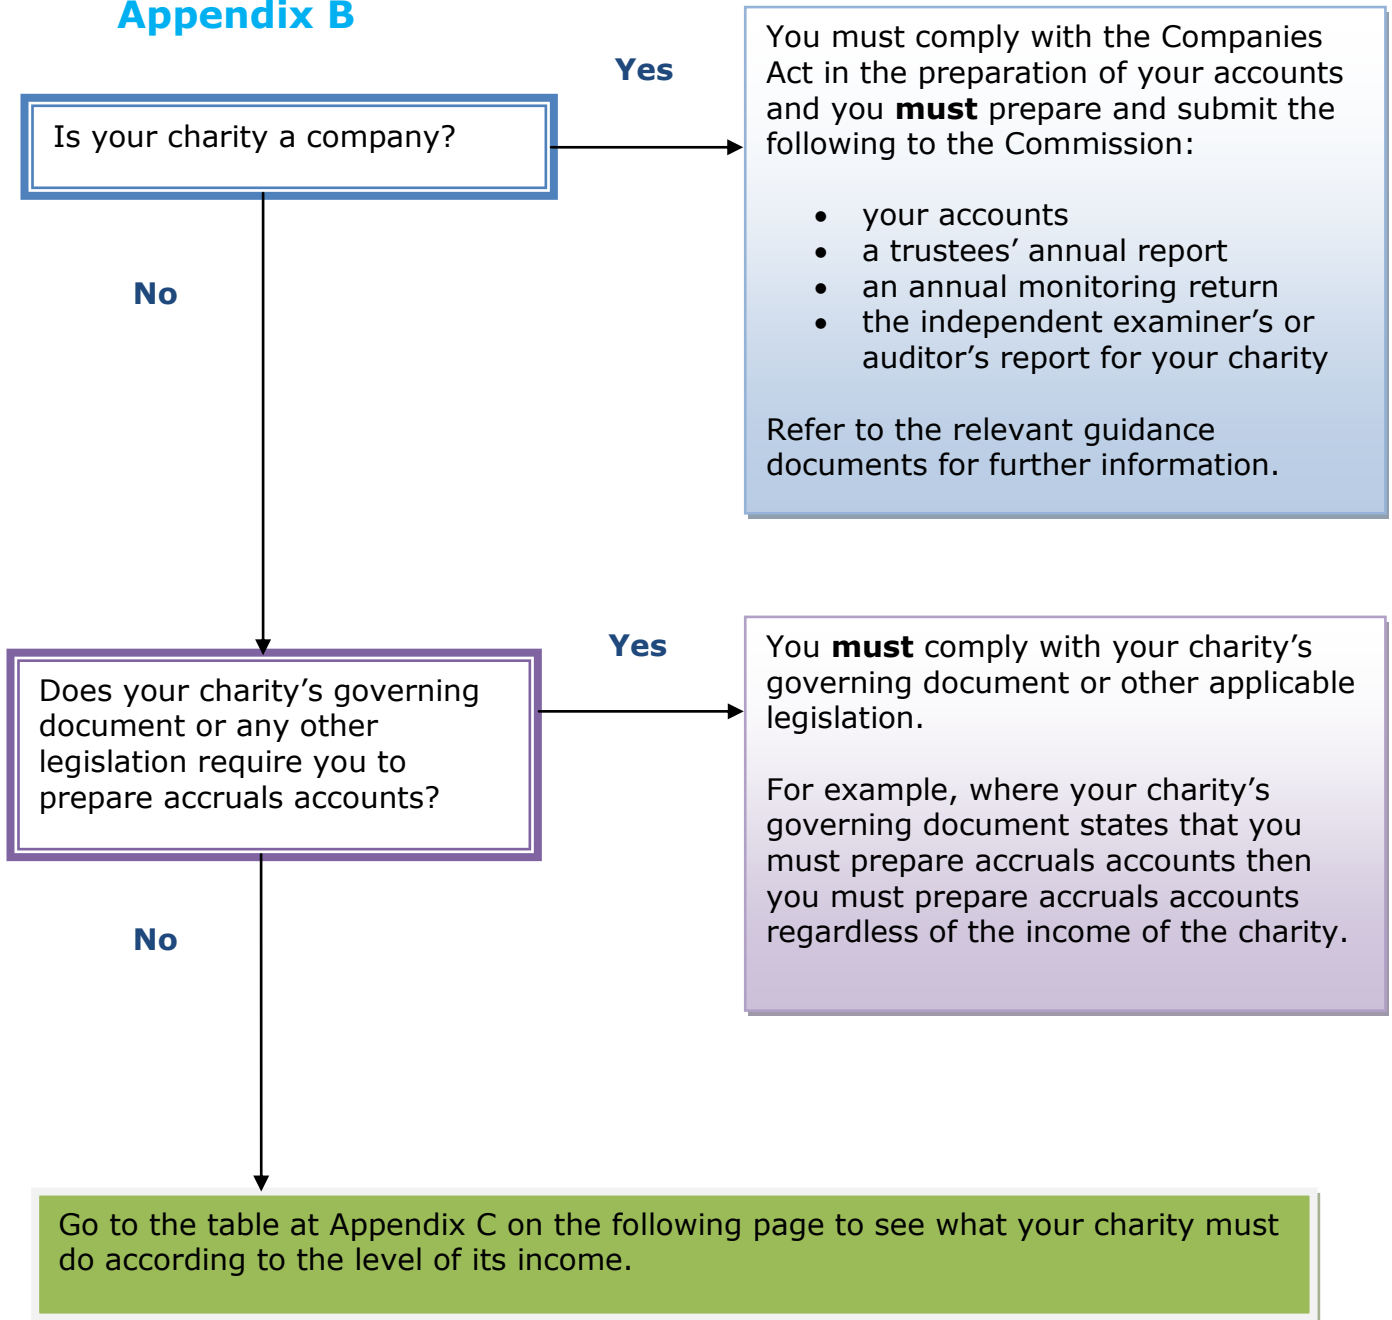 Appendix B
Is your charity a company?
Yes
You must comply with the Companies
Act in the preparation of your accounts
and you must prepare and submit the
following to the Commission:
• your accounts
• a trustees’ annual report
• an annual monitoring return
• the independent examiner’s or
auditor’s report for your charity
Refer to the relevant guidance
documents for further information.
No
Does your charity’s governing
document or any other
legislation require you to
prepare accruals accounts?
Yes
You must comply with your charity’s
governing document or other applicable
legislation.
For example, where your charity’s
governing document states that you
must prepare accruals accounts then
you must prepare accruals accounts
regardless of the income of the charity.
No
Go to the table at Appendix C on the following page to see what your charity must
do according to the level of its income.